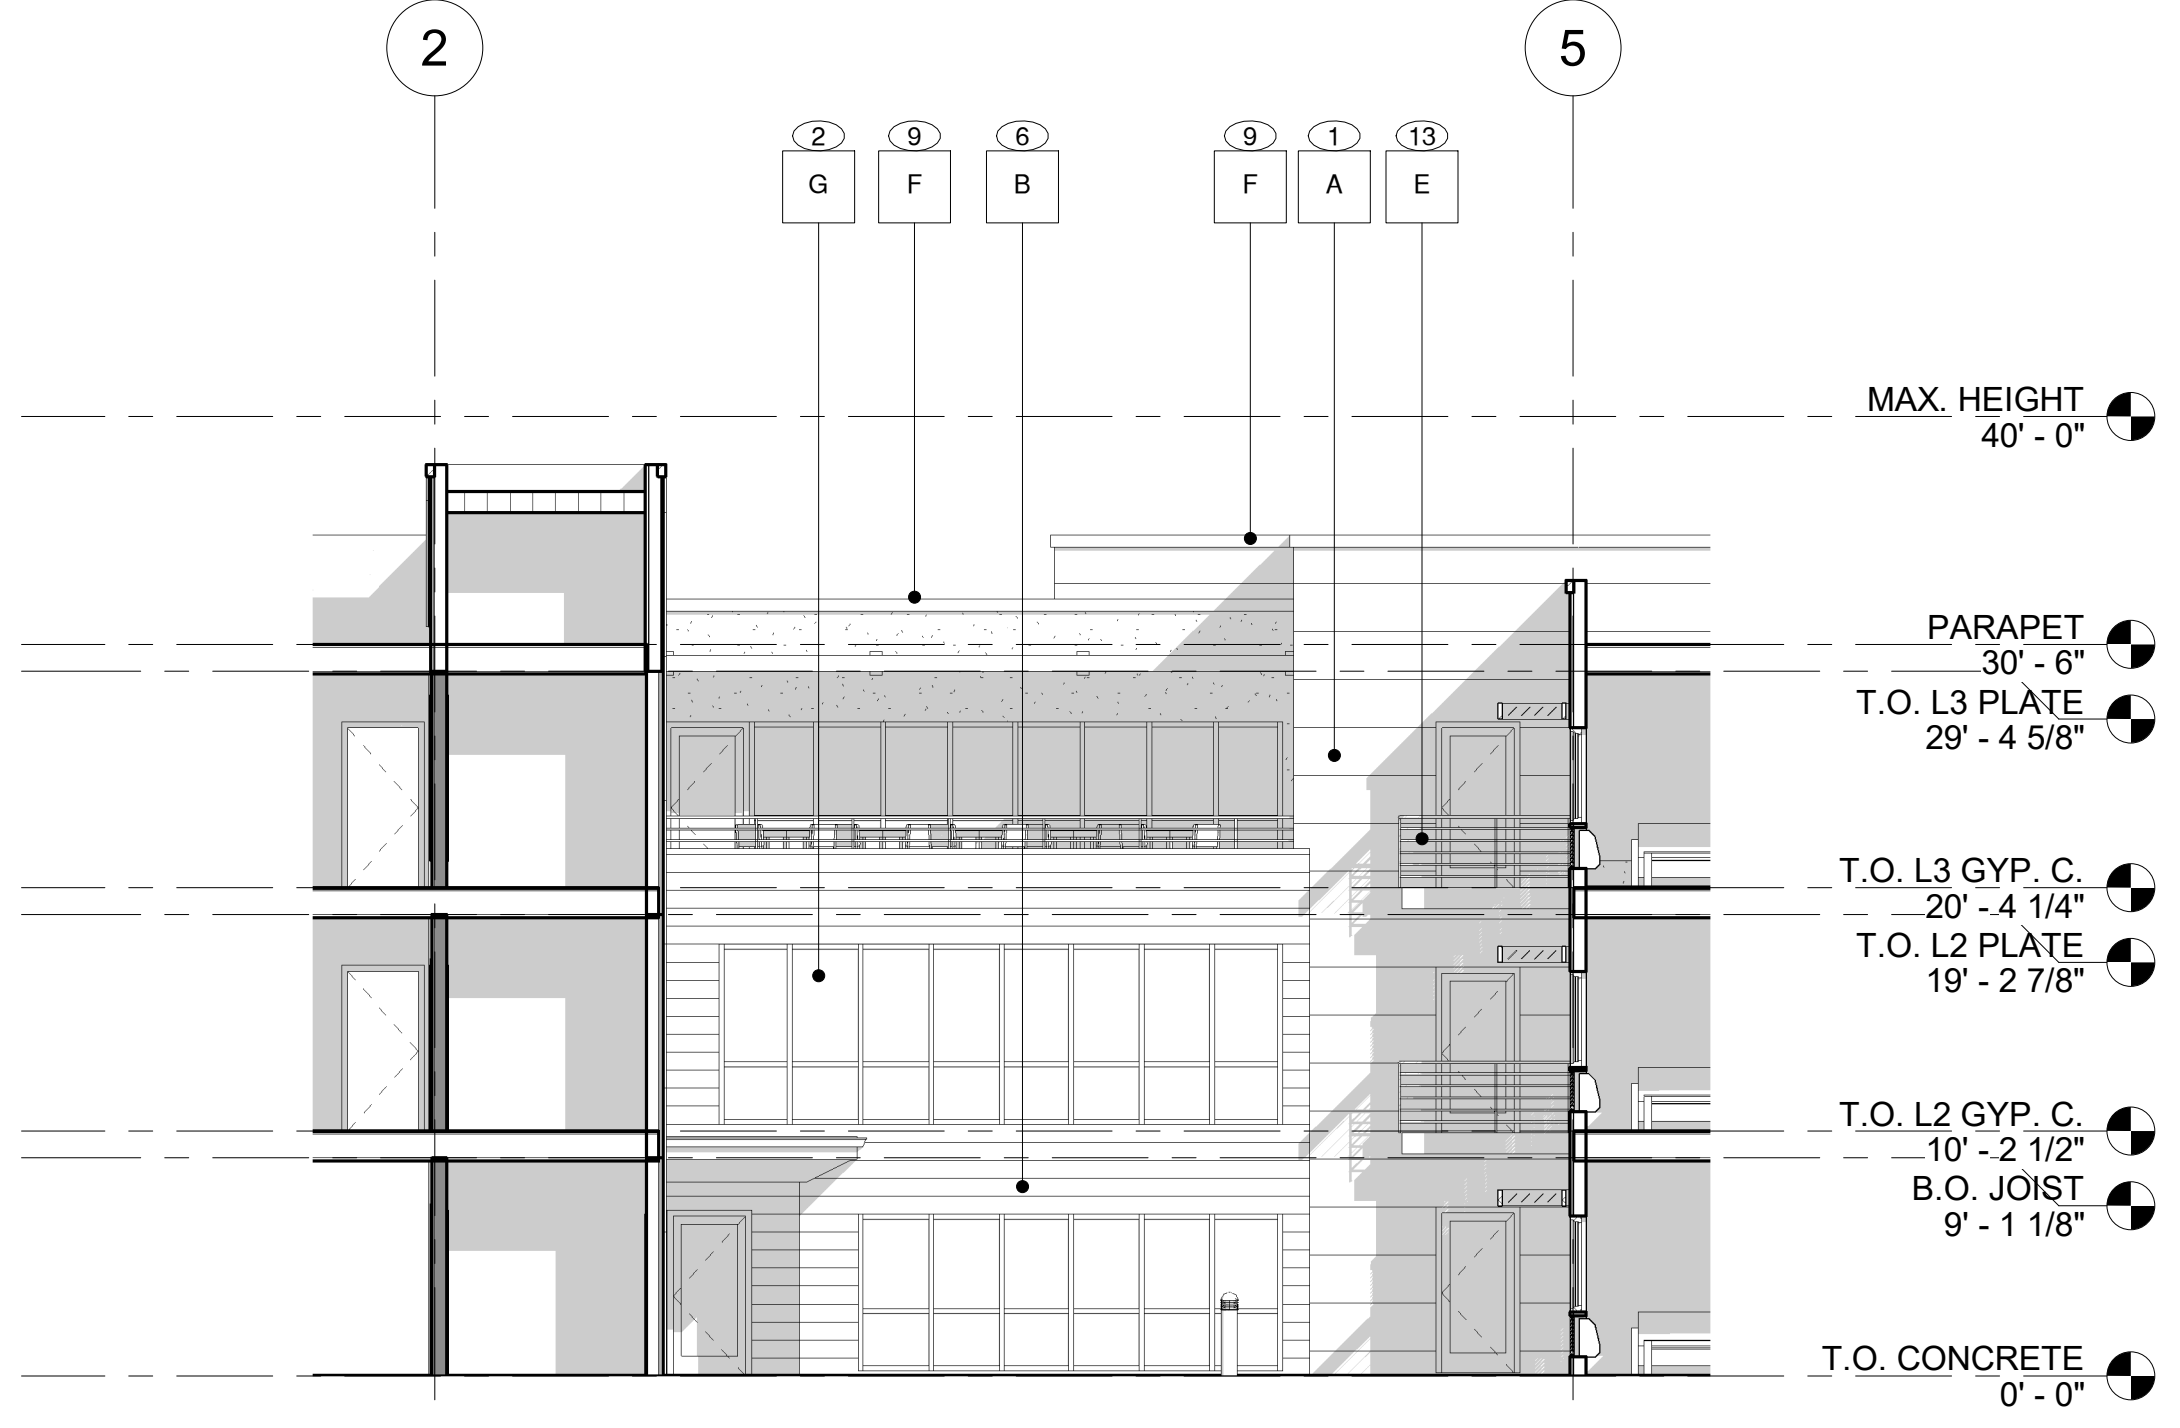 2
5
2
9
6
9
1
13
G
F
B
F
A
E
MAX. HEIGHT
40' - 0"
PARAPET
30' - 6"
T.O. L3 PLATE
29' - 4 5/8"
T.O. L3 GYP. C.
20' - 4 1/4"
T.O. L2 PLATE
19' - 2 7/8"
T.O. L2 GYP. C.
10' - 2 1/2"
B.O. JOIST
9' - 1 1/8"
T.O. CONCRETE
0' - 0"